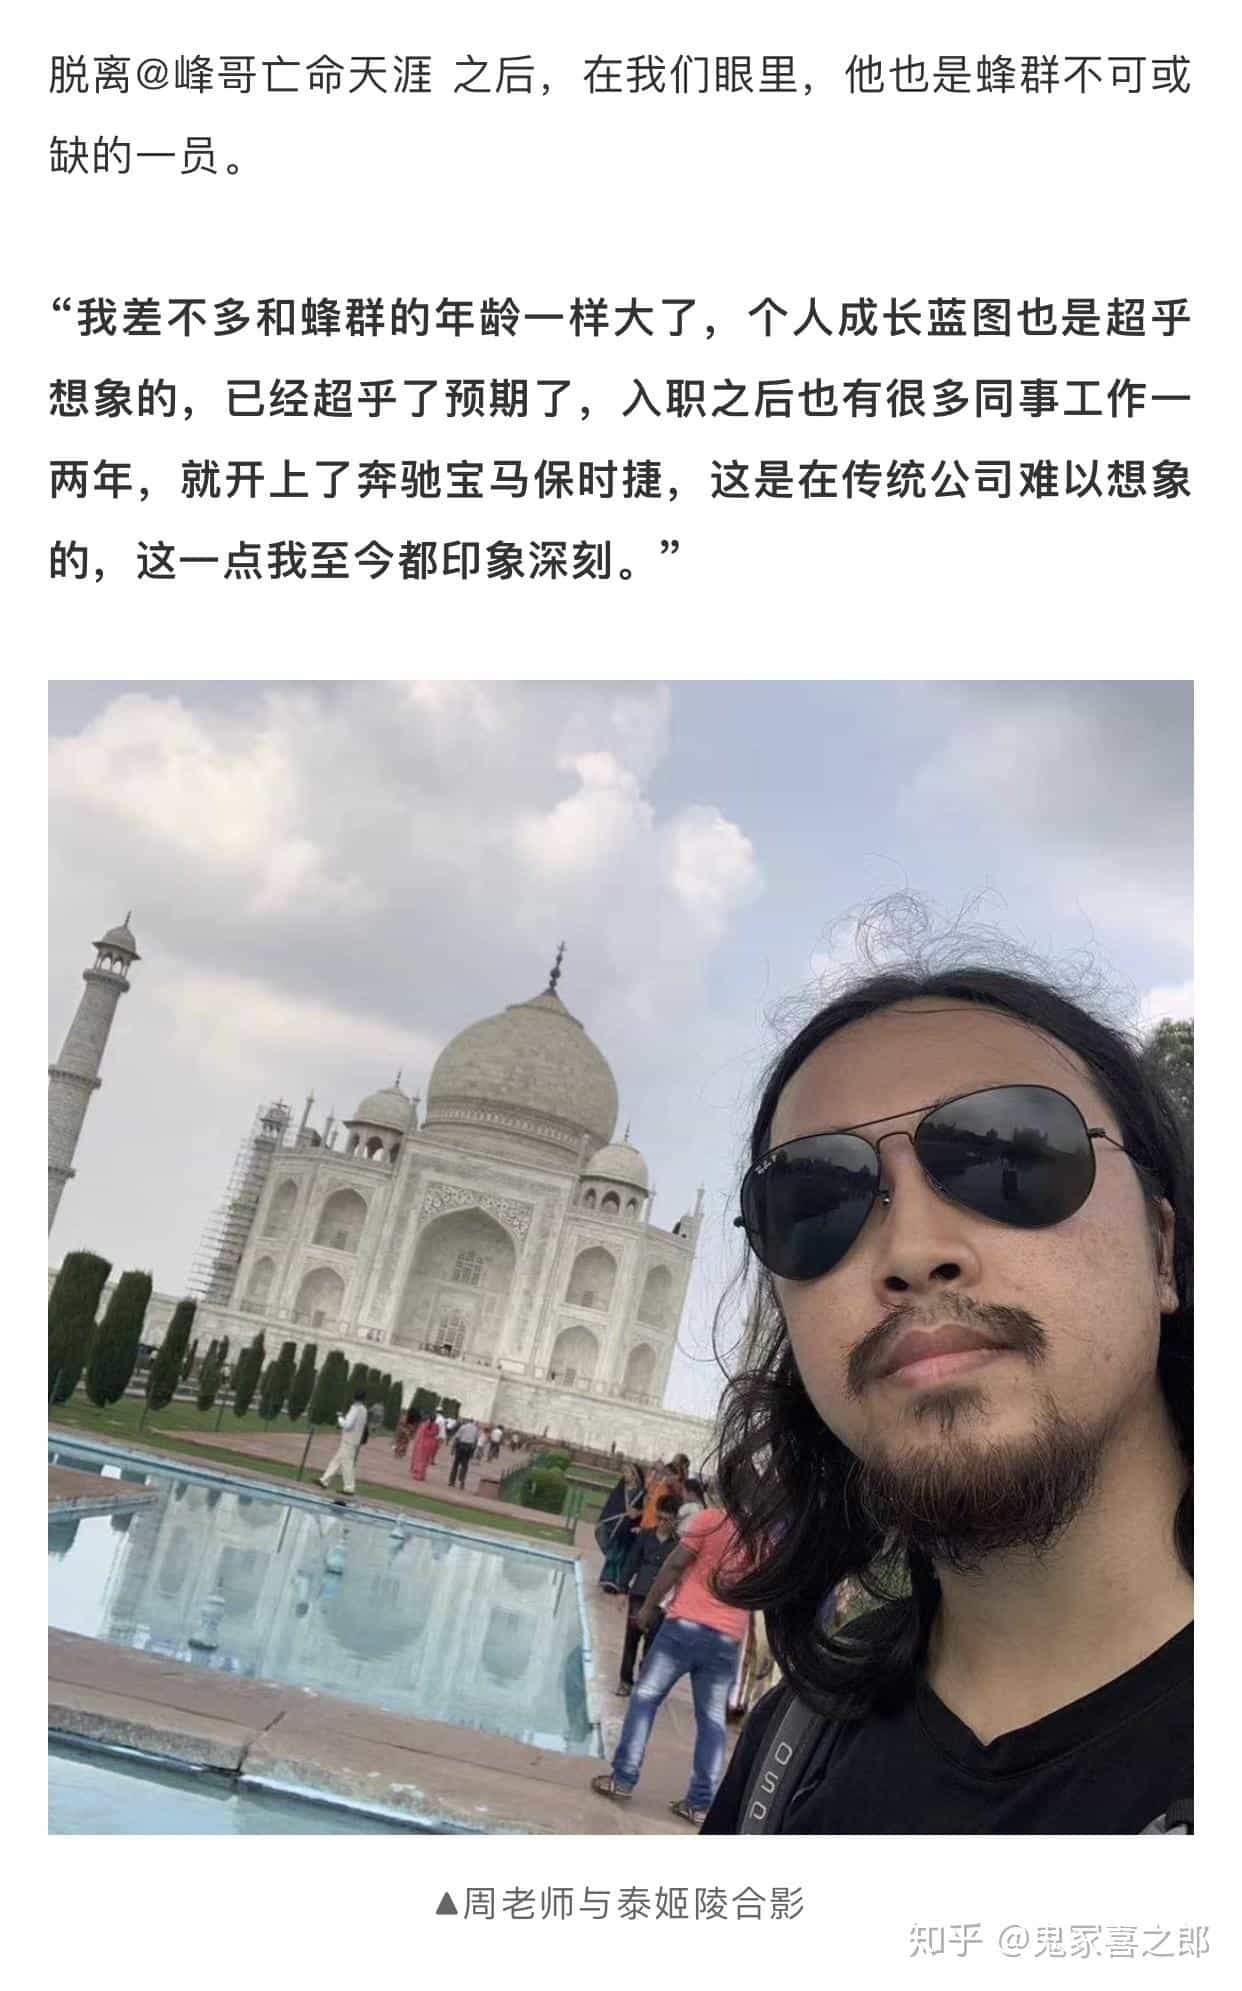 脱离@峰哥亡命天涯 之后，在我们眼里，他也是蜂群不可或
缺的一员。
“我差不多和蜂群的年龄一样大了，个人成长蓝图也是超乎
想象的，已经超乎了预期了，入职之后也有很多同事工作一
两年，就开上了奔驰宝马保时捷，这是在传统公司难以想象
的，这一点我至今都印象深刻。”
Ray-Ban P
▲周老师与泰姬陵合影
知乎 @鬼冢喜之郎